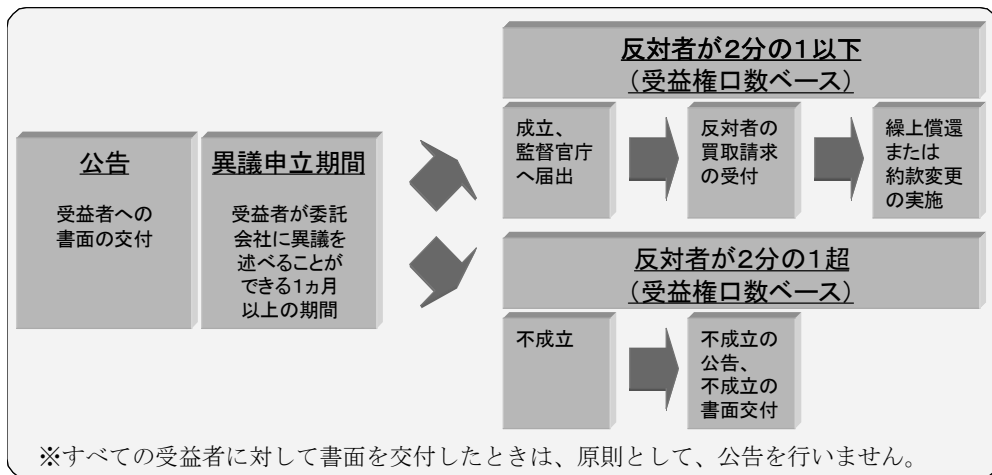 公告
受益者への
書面の交付
異議申立期間
受益者が委託
会社に異議を
述べることが
できる1ヵ月
以上の期間
反対者が2分の1以下
(受益権口数ベース)
成立、
監督官庁
へ届出
反対者の
買取請求
の受付
繰上償還
または
約款変更
の実施
反対者が2分の1超
(受益権口数ベース)
不成立
不成立の
公告、
不成立の
書面交付
※すべての受益者に対して書面を交付したときは、原則として、公告を行いません。